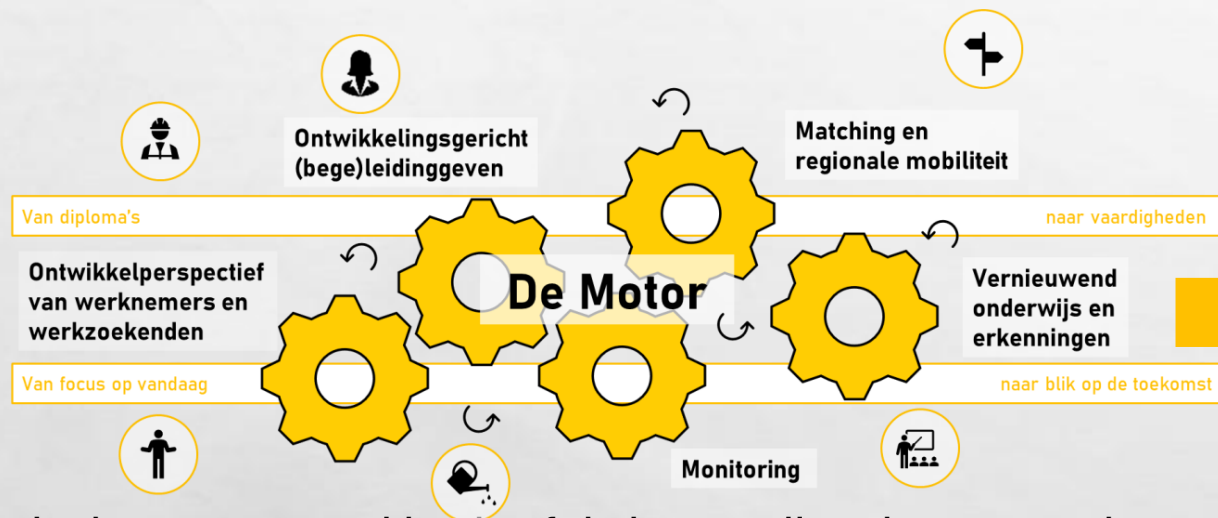 Ontwikkelingsgericht
(bege)leidinggeven
Matching en
regionale mobiliteit
Van diploma's
naar vaardigheden
Ontwikkelperspectief
van werknemers en
werkzoekenden
De Motor
Vernieuwend
onderwijs en
erkenningen
Van focus op vandaag
naar blik op de toekomst
Monitoring